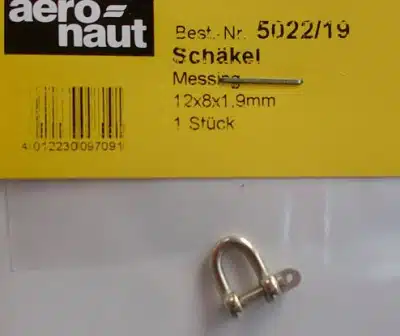 aero-
naut
Best.-Nr. 5022/19
Schäkel
Messing
12x8x1,9mm
1 Stück
4 012230 097091